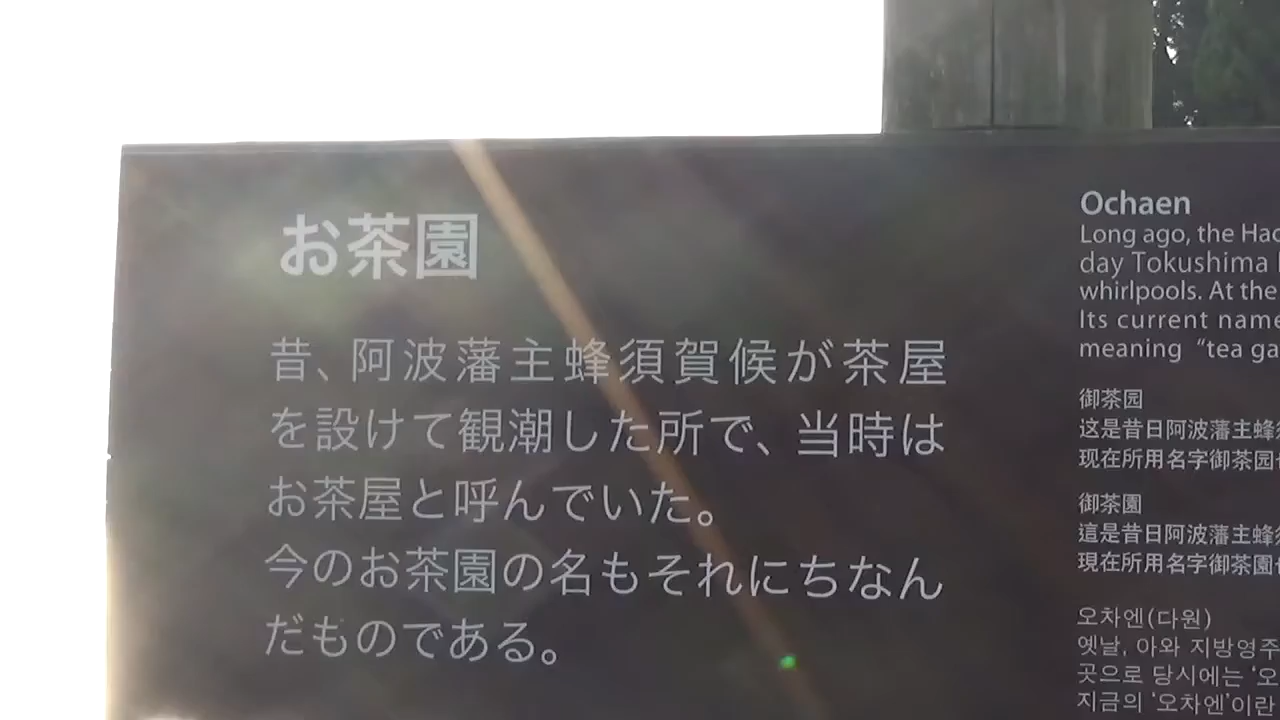 お茶園
昔、阿波藩主蜂須賀候が茶屋
を設けて観潮した所で、当時は
お茶屋と呼んでいた。
今のお茶園の名もそれにちなん
だものである。
Ochaen
Long ago, the
day Tokushima
whirlpools. At the
Its current name
meaning “tea
御茶园
这是昔日阿波藩主蜂
现在所用名字御茶园
御茶園
這是昔日阿波藩主蜂
現在所用名字御茶園
오차엔(다원)
옛날, 아와 지방영주
곳으로 당시에는 ‘오
지금의 ‘오차엔’이란